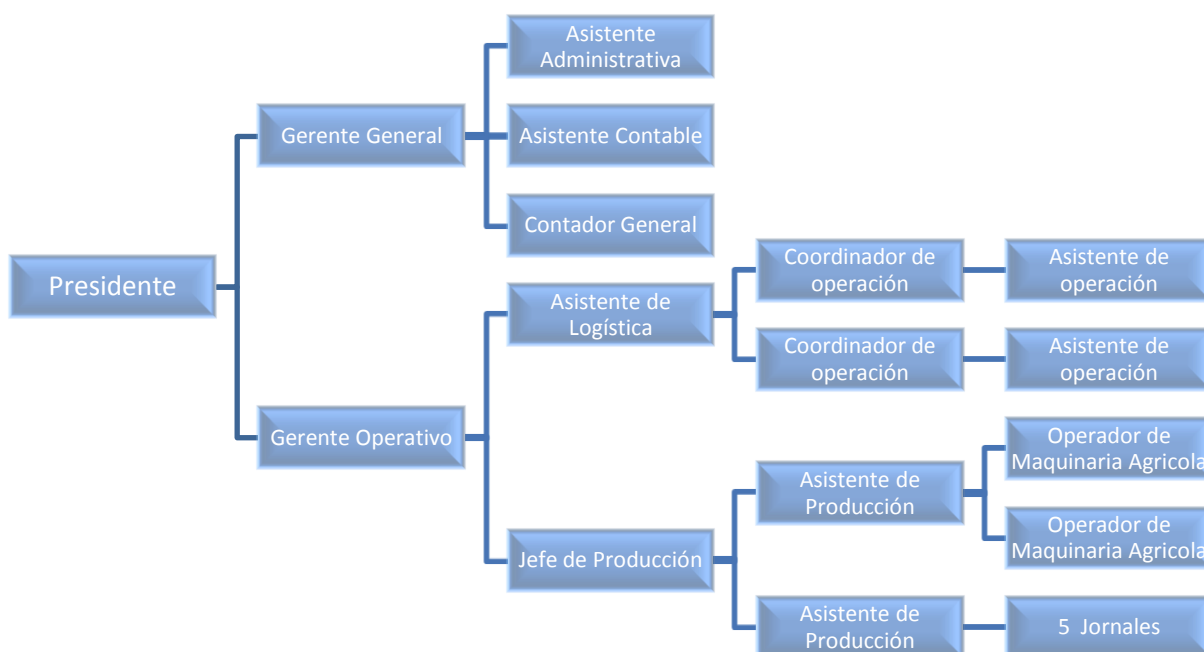 Presidente
Gerente General
Asistente
Administrativa
Asistente Contable
Contador General
Gerente Operativo
Asistente de
Logística
Coordinador de
operación
Asistente de
operación
Coordinador de
operación
Asistente de
operación
Jefe de Producción
Asistente de
Producción
Operador de
Maquinaria Agricola
Operador de
Maquinaria Agricola
Asistente de
Producción
5 Jornales